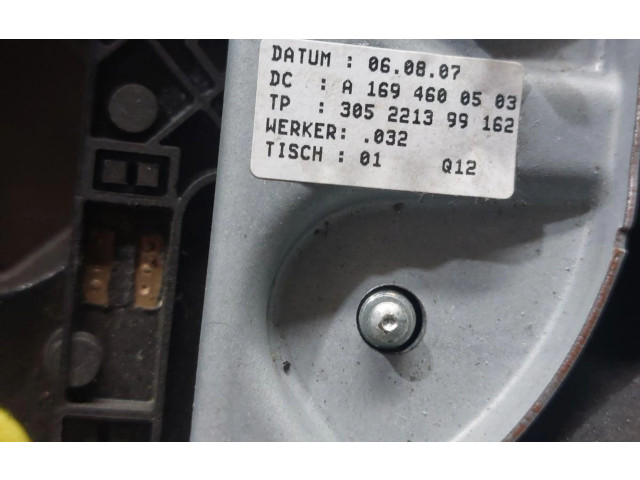 DATUM : 06.08.07
DC : A 169 460 05 03
TP : 305 2213 99 162
WERKER: .032
TISCH : 01 Q12